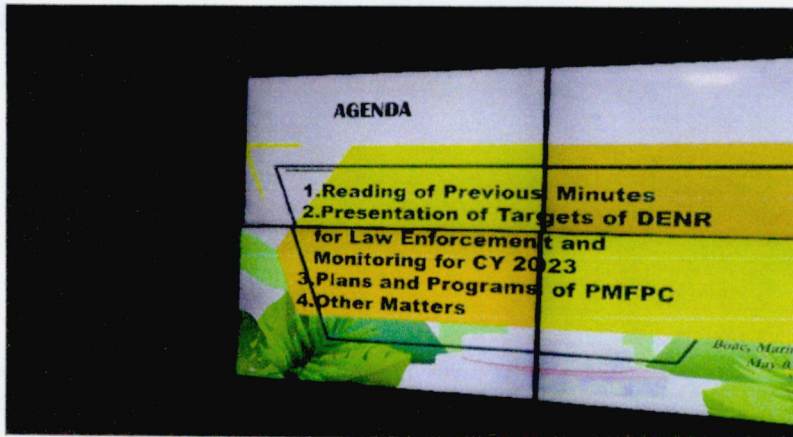 AGENDA
1.Reading of Previous Minutes
2.Presentation of Targets of DENR
for Law Enforcement and
Monitoring for CY 2023
3.Plans and Programs of PMFPC
4.Other Matters
Boac,
May